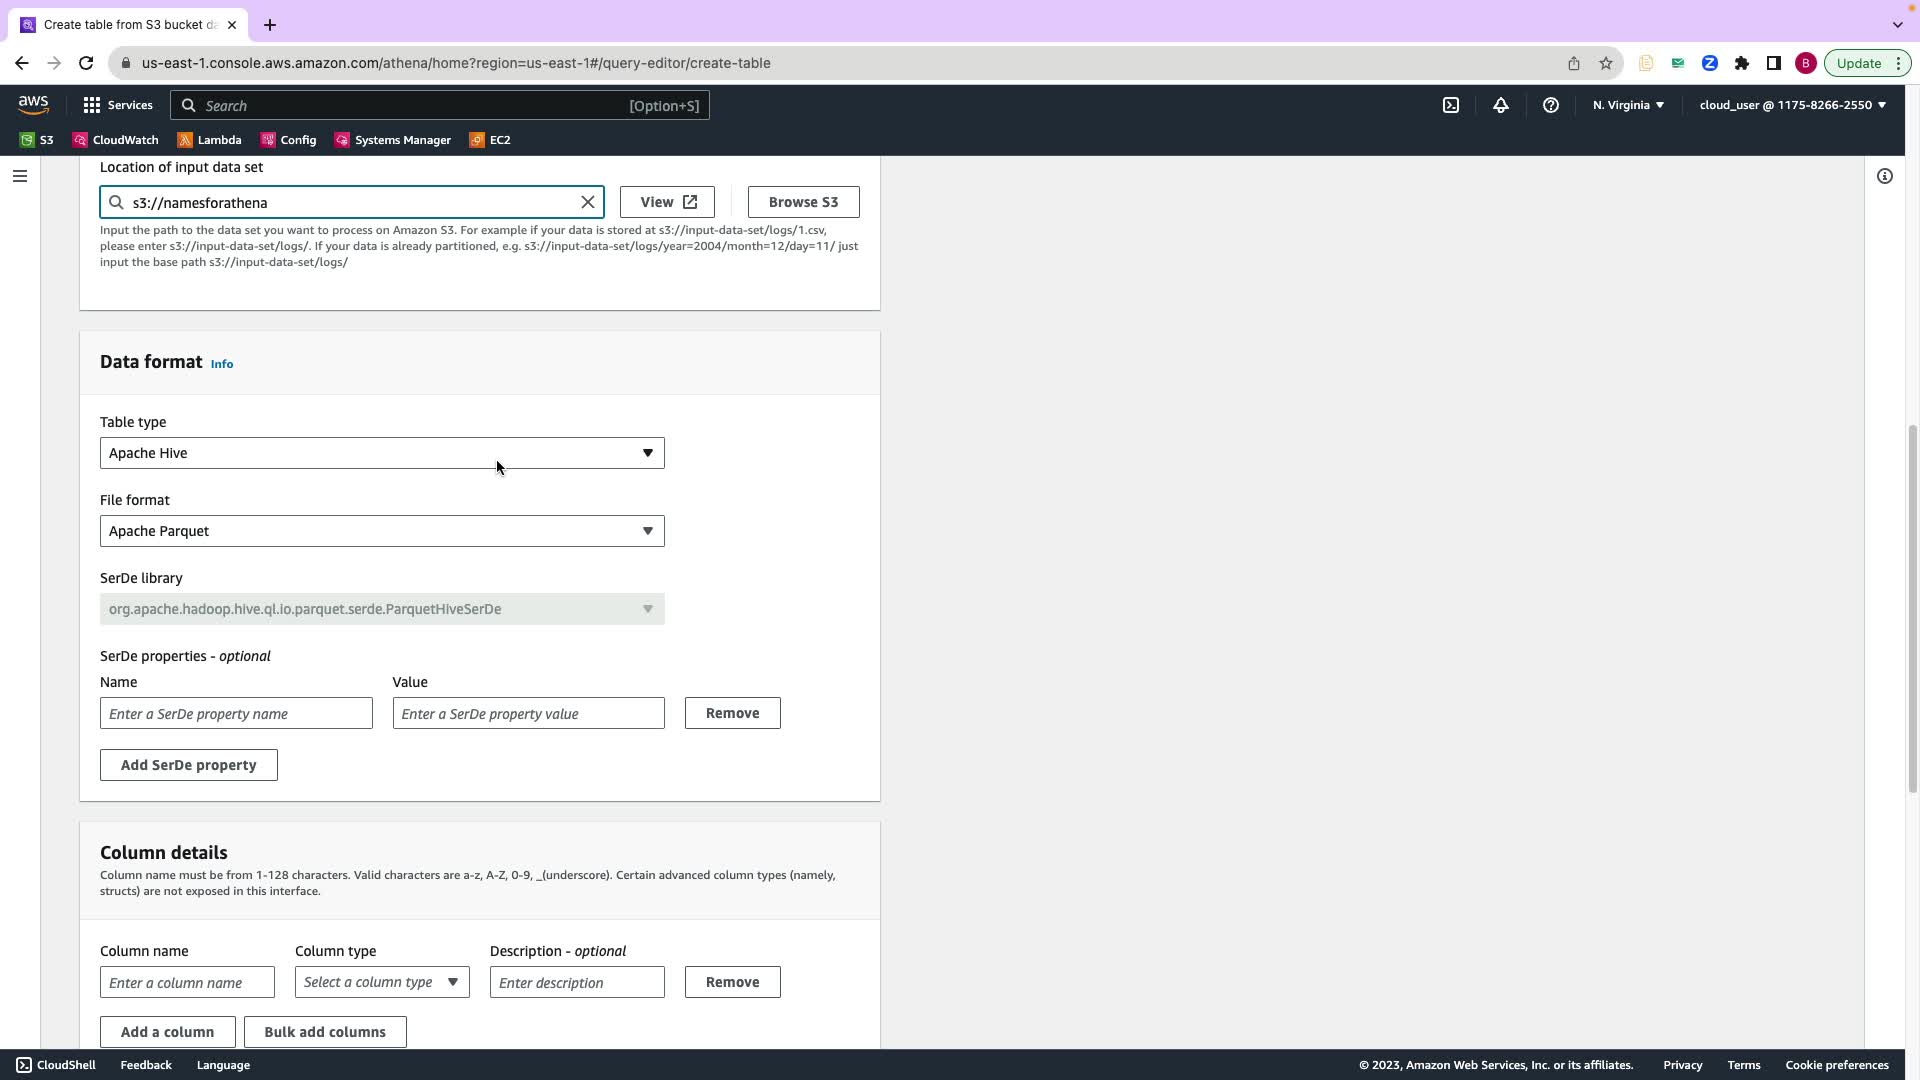 Create table from S3 bucket da
us-east-1.console.aws.amazon.com/athena/home?region=us-east-1#/query-editor/create-table
B
Update
aws
Services
Search
[Option+S]
N. Virginia
cloud_user @ 1175-8266-2550
S3
CloudWatch
Lambda
Config
Systems Manager
EC2
Location of input data set
s3://namesforathena
View
Browse S3
Input the path to the data set you want to process on Amazon S3. For example if your data is stored at s3://input-data-set/logs/1.csv,
please enter s3://input-data-set/logs/. If your data is already partitioned, e.g. s3://input-data-set/logs/year=2004/month=12/day=11/ just
input the base path s3://input-data-set/logs/
Data format Info
Table type
Apache Hive
File format
Apache Parquet
SerDe library
org.apache.hadoop.hive.ql.io.parquet.serde.ParquetHiveSerDe
SerDe properties - optional
Name
Value
Enter a SerDe property name
Enter a SerDe property value
Remove
Add SerDe property
Column details
Column name must be from 1-128 characters. Valid characters are a-z, A-Z, 0-9, _(underscore). Certain advanced column types (namely,
structs) are not exposed in this interface.
Column name
Column type
Description - optional
Enter a column name
Select a column type
Enter description
Remove
Add a column
Bulk add columns
CloudShell
Feedback
Language
© 2023, Amazon Web Services, Inc. or its affiliates.
Privacy
Terms
Cookie preferences